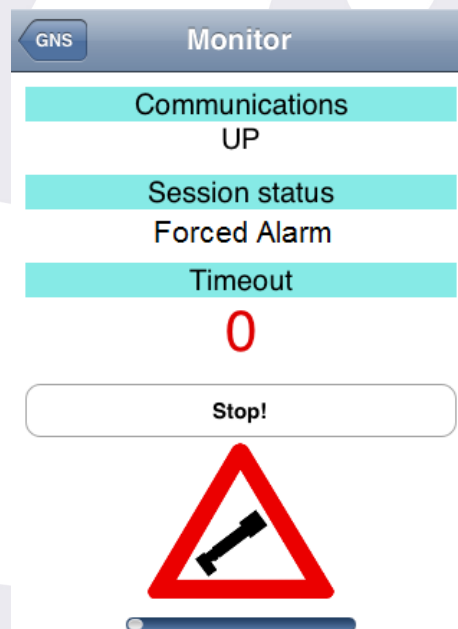 GNS
Monitor
Communications
UP
Session status
Forced Alarm
Timeout
0
Stop!